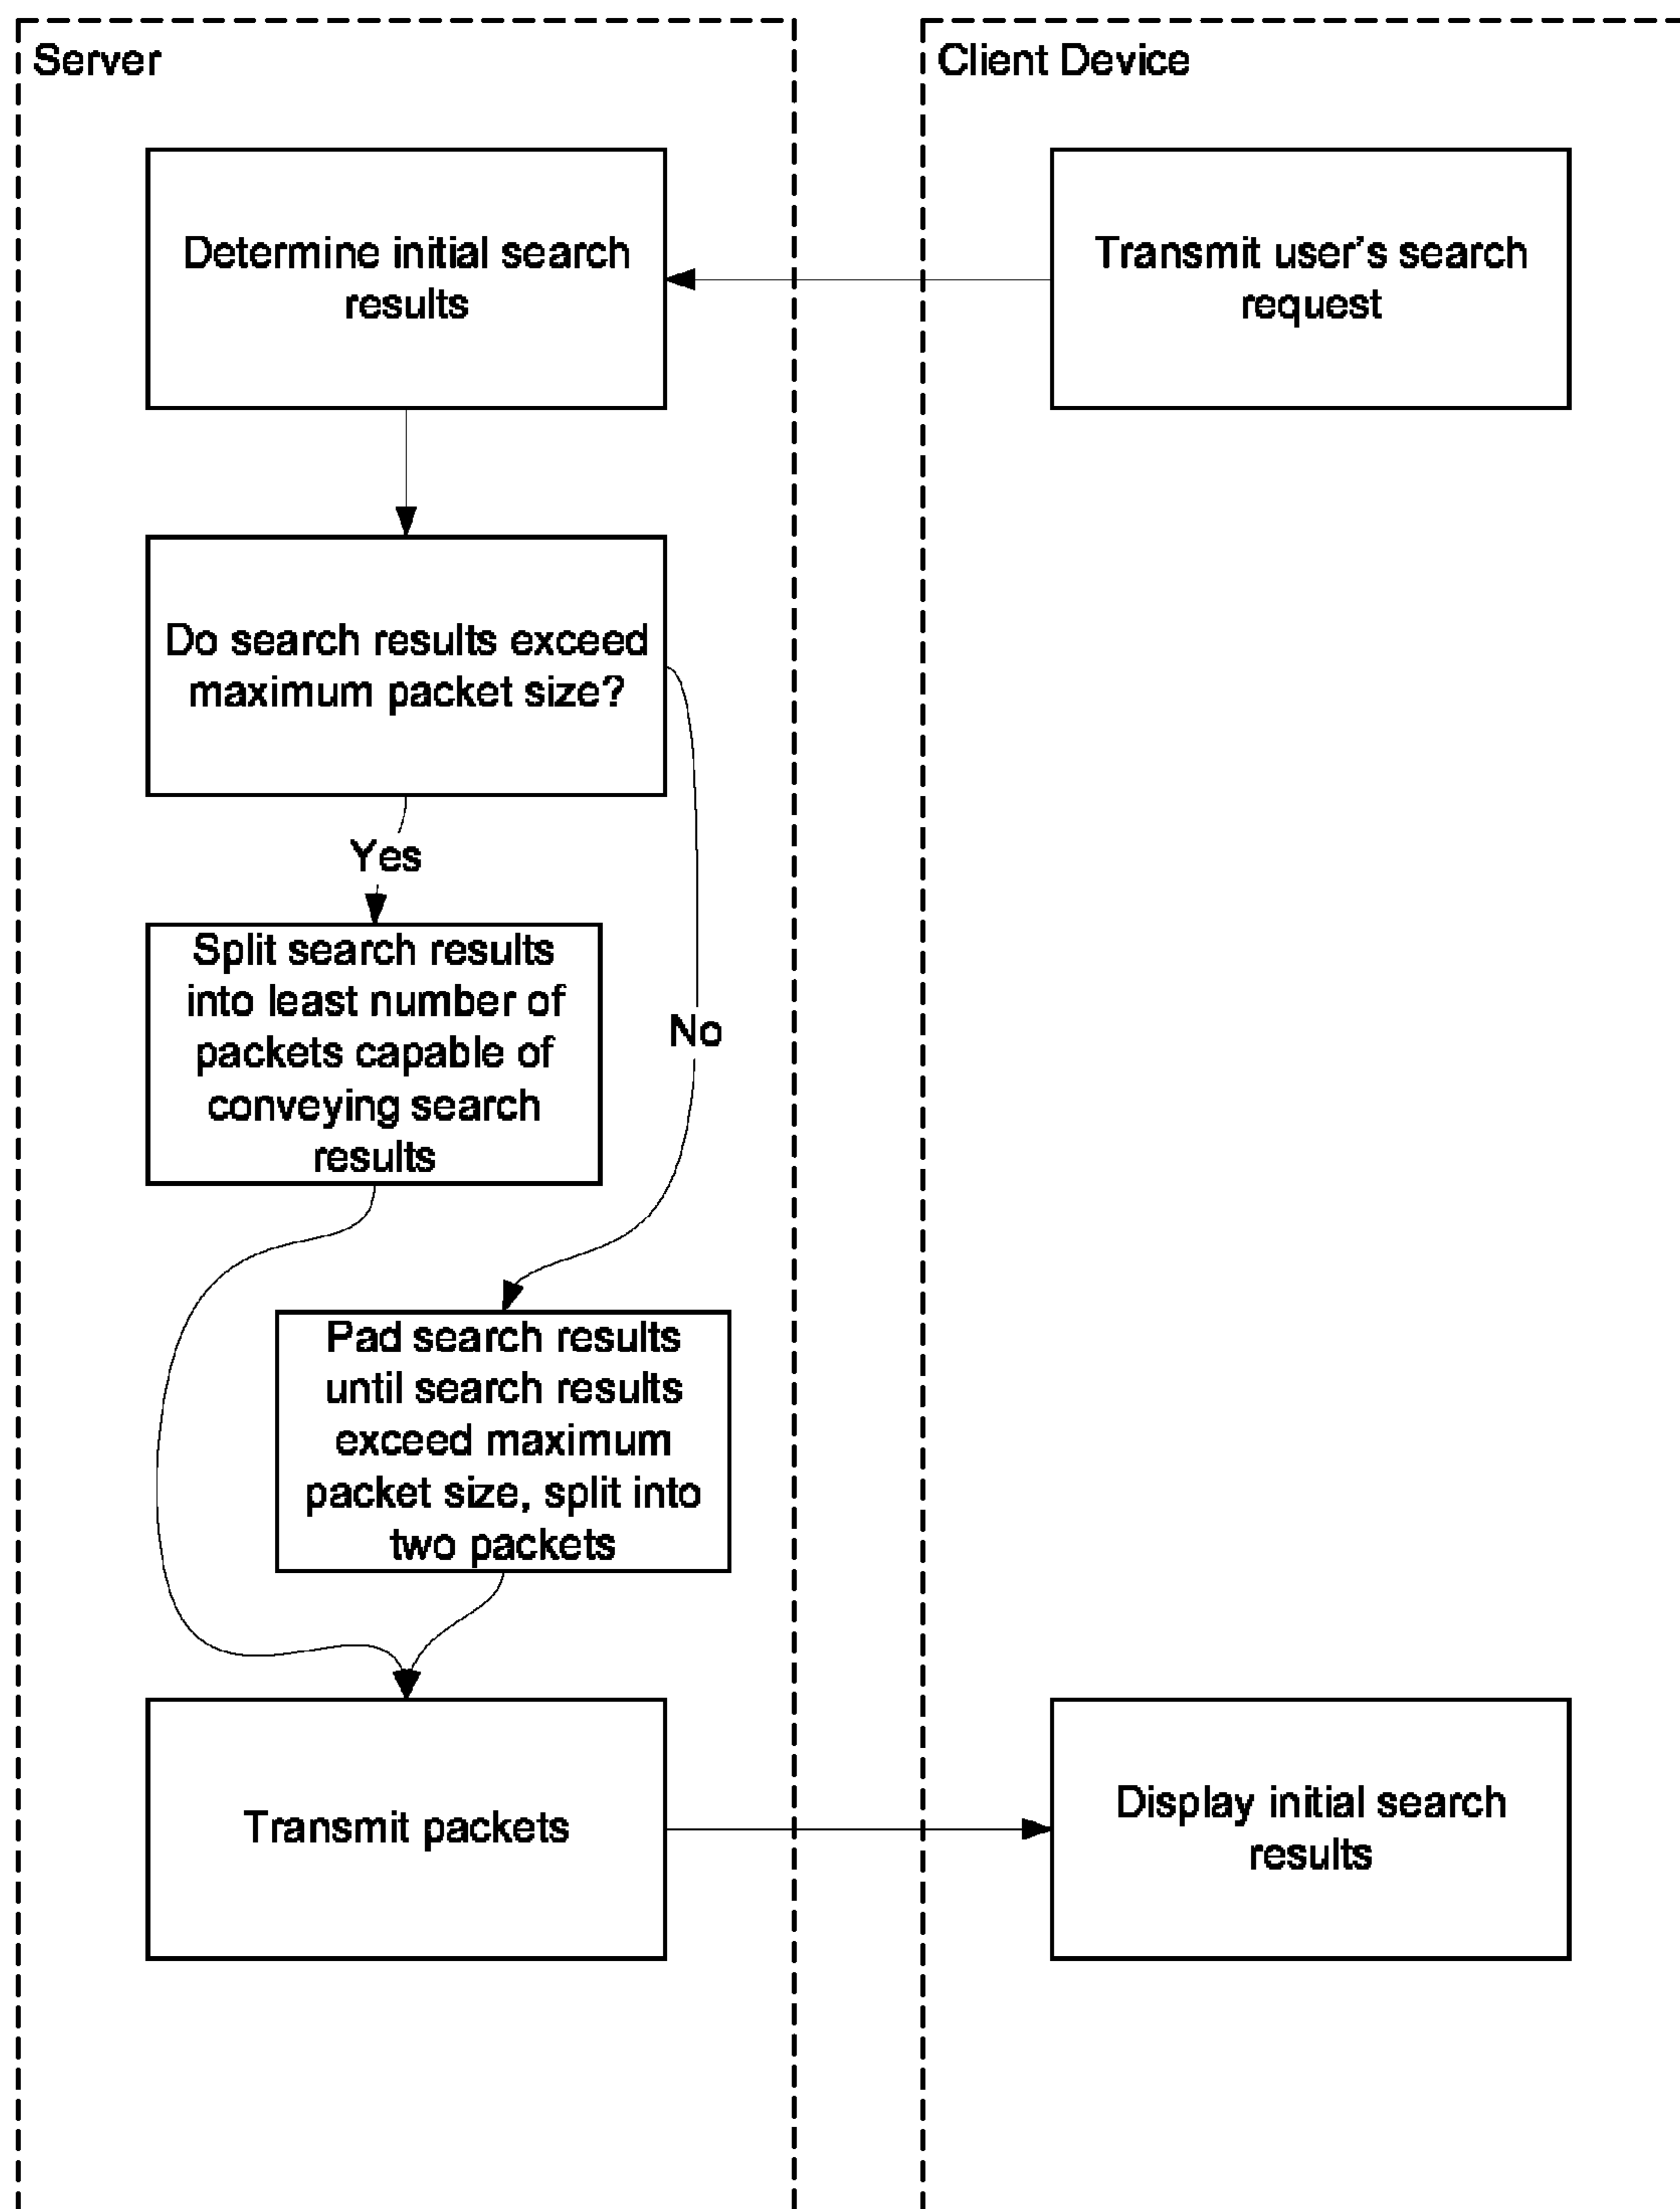 Server
Client Device
Determine initial search
results
Transmit user's search
request
Do search results exceed
maximum packet size?
Yes
Split search results
into least number of
packets capable of
conveying search
results
No
Pad search results
until search results
exceed maximum
packet size, split into
two packets
Transmit packets
Display initial search
results